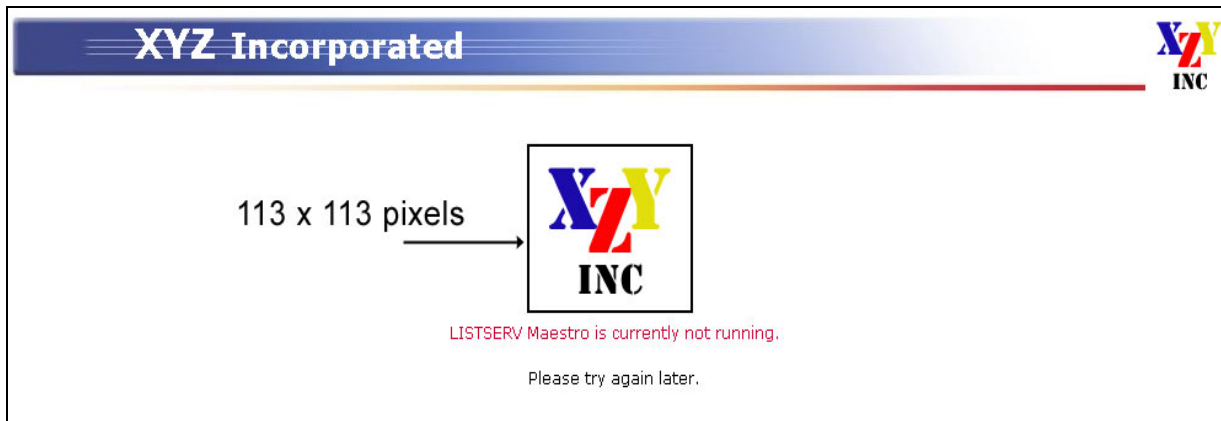 XYZ Incorporated
XZY
INC
113 x 113 pixels
XZY
INC
LISTSERV Maestro is currently not running.
Please try again later.